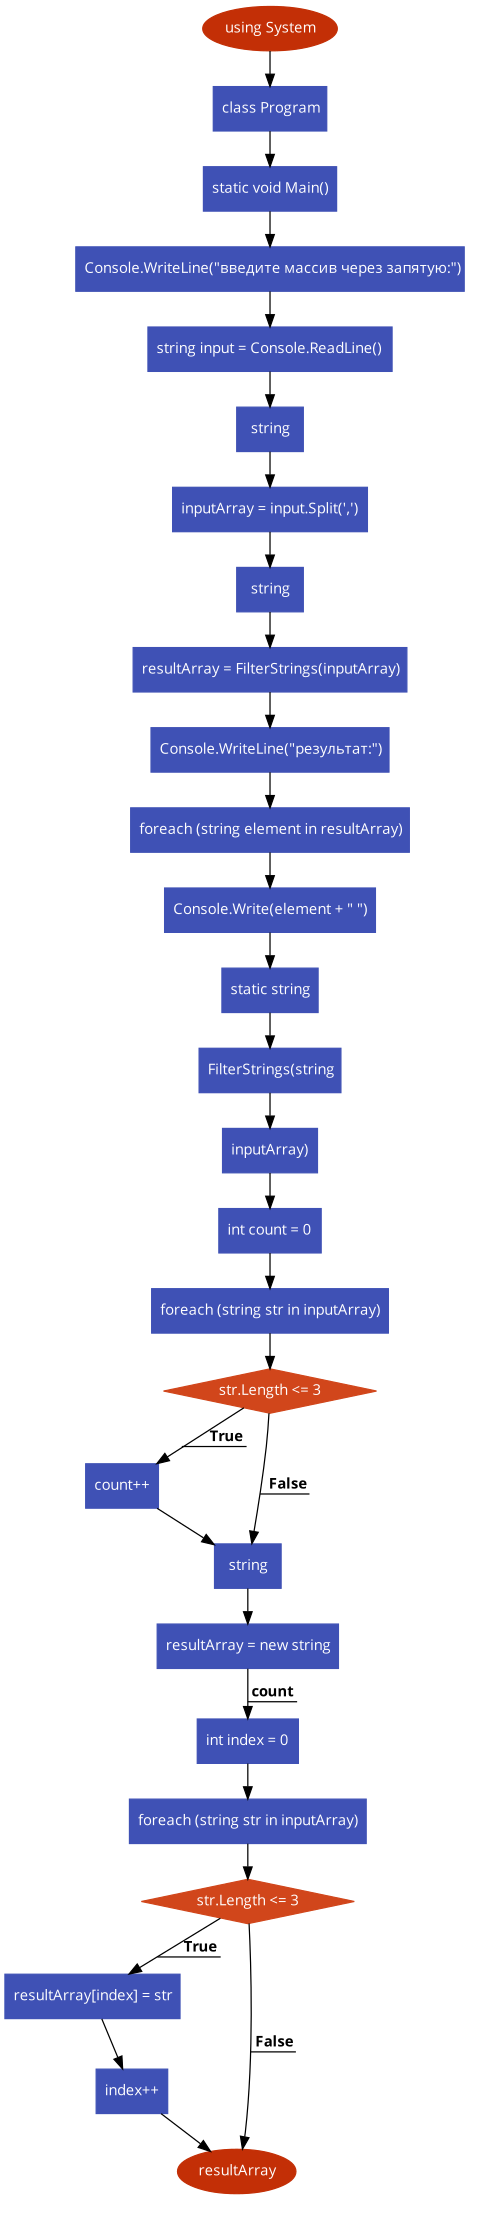 using System
class Program
static void Main()
Console.WriteLine("введите массив через запятую:")
string input = Console.ReadLine()
string
inputArray = input.Split(',')
string
resultArray = FilterStrings(inputArray)
Console.WriteLine("результат:")
foreach (string element in resultArray)
Console.Write(element + " ")
static string
FilterStrings(string
inputArray)
int count = 0
foreach (string str in inputArray)
str.Length <= 3
True
count++
False
string
resultArray = new string
count
int index = 0
foreach (string str in inputArray)
str.Length <= 3
True
resultArray[index] = str
False
index++
resultArray